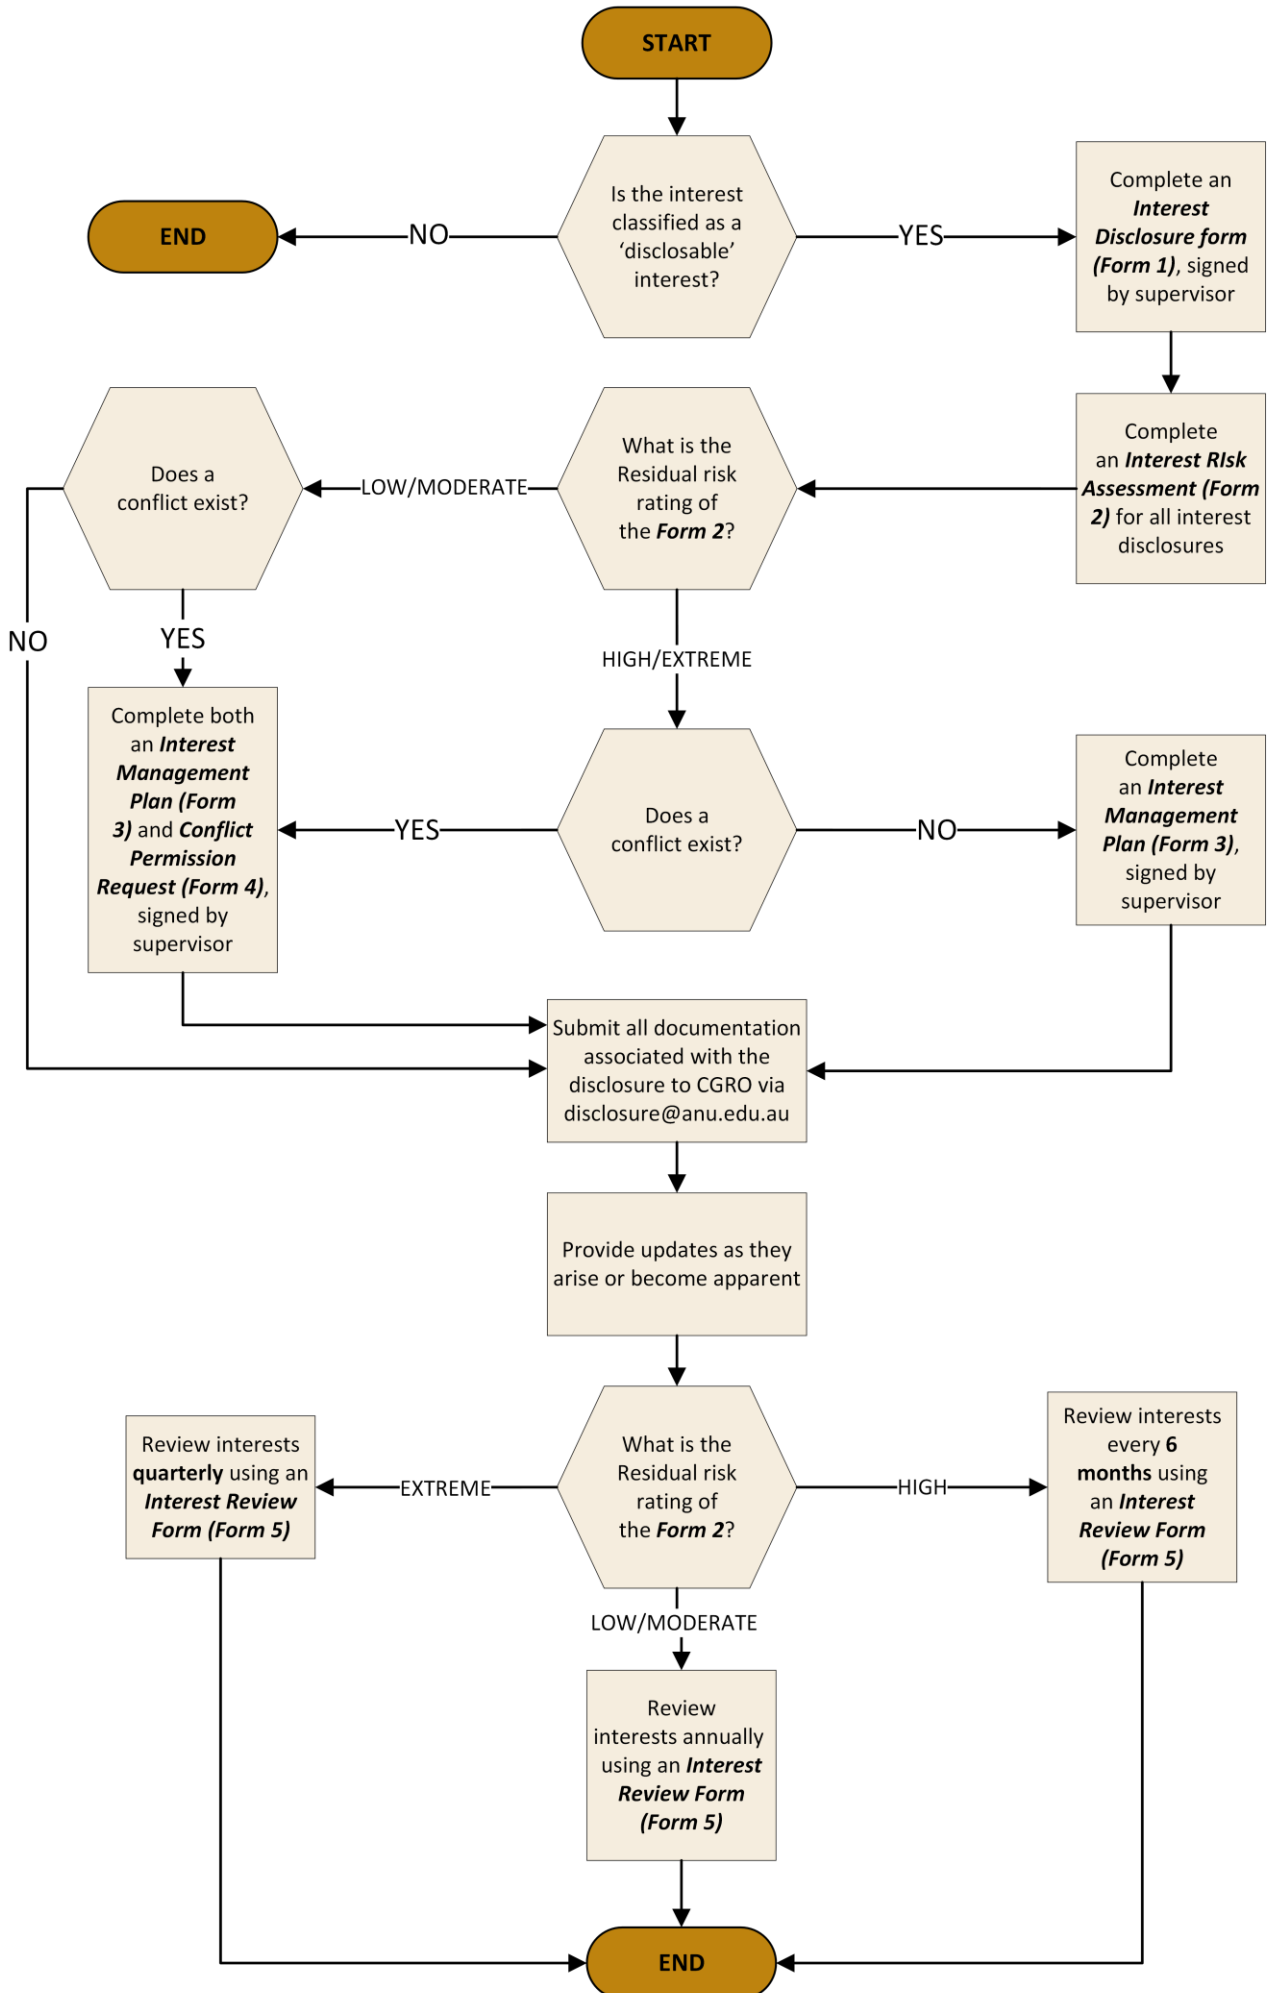 START
Is the interest
classified as a
‘disclosable’
interest?
NO
END
YES
Complete an
Interest
Disclosure form
(Form 1), signed
by supervisor
Complete
an Interest RIsk
Assessment (Form
2) for all interest
disclosures
What is the
Residual risk
rating of
the Form 2?
LOW/MODERATE
Does a
conflict exist?
NO
YES
HIGH/EXTREME
Complete both
an Interest
Management
Plan (Form
3) and Conflict
Permission
Request (Form 4),
signed by
supervisor
YES
Does a
conflict exist?
NO
Complete
an Interest
Management
Plan (Form 3),
signed by
supervisor
Submit all documentation
associated with the
disclosure to CGRO via
disclosure@anu.edu.au
Provide updates as they
arise or become apparent
What is the
Residual risk
rating of
the Form 2?
EXTREME
Review interests
quarterly using an
Interest Review
Form (Form 5)
HIGH
Review interests
every 6
months using
an Interest
Review Form
(Form 5)
LOW/MODERATE
Review
interests annually
using an Interest
Review Form
(Form 5)
END